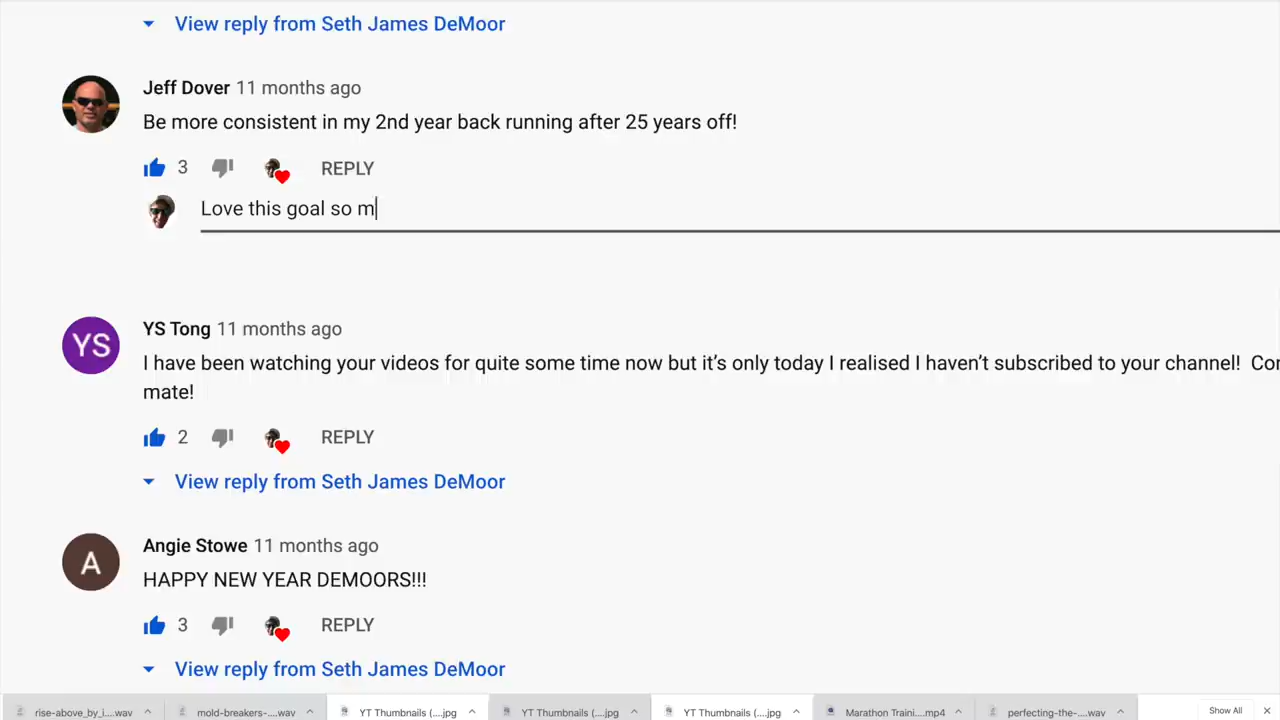 View reply from Seth James DeMoor
Jeff Dover 11 months ago
Be more consistent in my 2nd year back running after 25 years off!
3 REPLY
Love this goal so m
YS Tong 11 months ago
YS
I have been watching your videos for quite some time now but it’s only today I realised I haven’t subscribed to your channel! Con
mate!
2 REPLY
View reply from Seth James DeMoor
Angie Stowe 11 months ago
A
HAPPY NEW YEAR DEMOORS!!!
3 REPLY
View reply from Seth James DeMoor
rise-above_by_i....wav mold-breakers-....wav YT Thumbnails (....jpg YT Thumbnails (....jpg YT Thumbnails (....jpg Marathon Traini....mp4 perfecting-the-....wav Show All